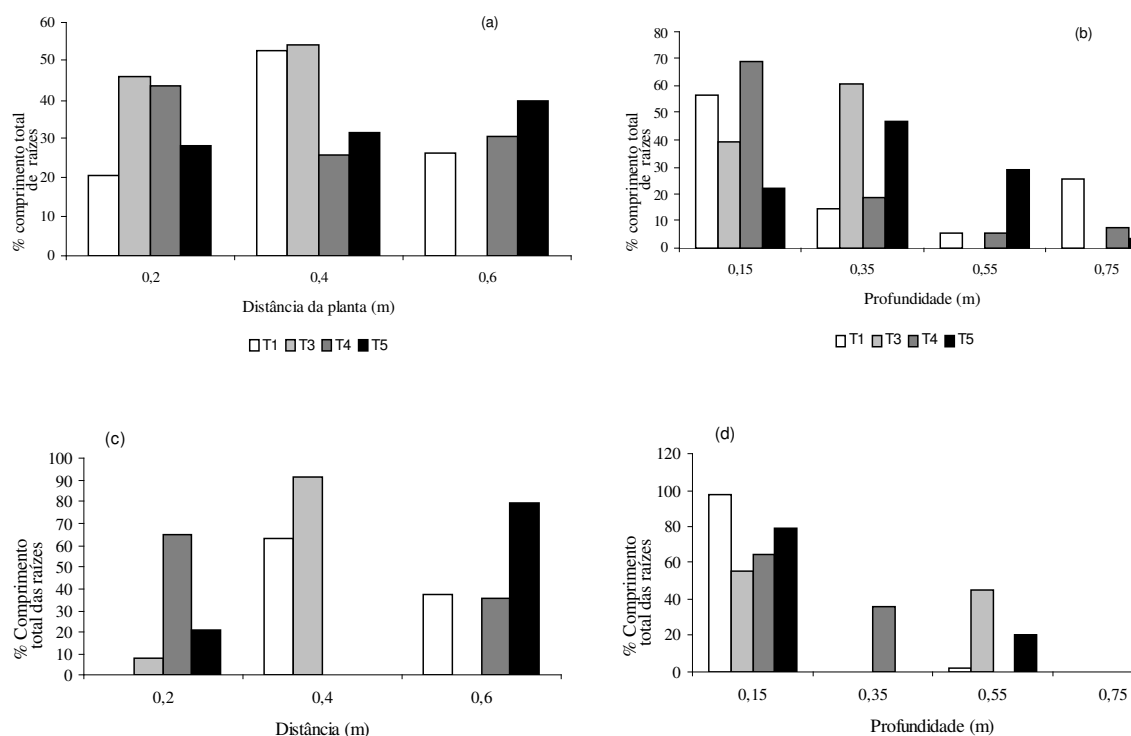 (a)
60
50
40
30
20
10
0
% comprimento total
de raízes
0,2 0,4 0,6
Distância da planta (m)
T1 T3 T4 T5
(b)
80
70
60
50
40
30
20
10
0
% comprimento total
de raízes
0,15 0,35 0,55 0,75
Profundidade (m)
T1 T3 T4 T5
(c)
100
90
80
70
60
50
40
30
20
10
0
% Comprimento
total das raízes
0,2 0,4 0,6
Distância (m)
(d)
120
100
80
60
40
20
0
% Comprimento
total das raízes
0,15 0,35 0,55 0,75
Profundidade (m)